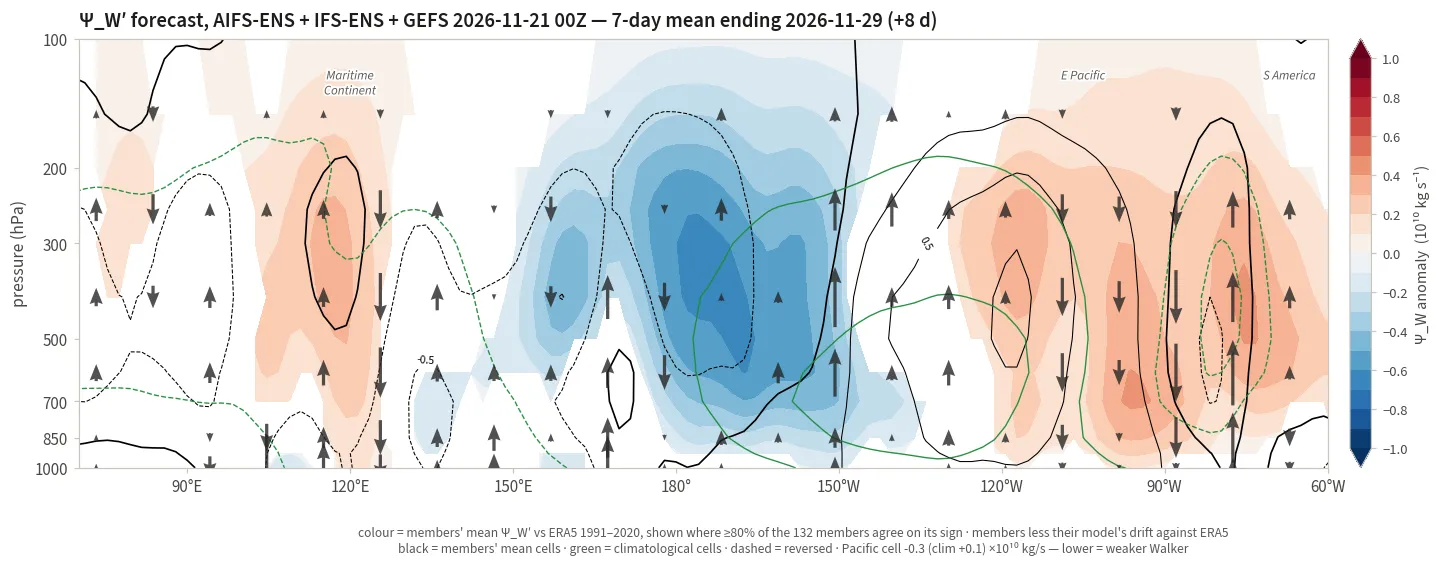 Ψ_W′ forecast, AIFS-ENS + IFS-ENS + GEFS 2026-11-21 00Z — 7-day mean ending 2026-11-29 (+8 d)
100
200
300
400
500
700
850
1000
pressure (hPa)
Maritime
Continent
E Pacific
S America
0.5
-0.5
0
90°E
120°E
150°E
180°
150°W
120°W
90°W
60°W
1.0
0.8
0.6
0.4
0.2
0.0
−0.2
−0.4
−0.6
−0.8
−1.0
Ψ_W anomaly (10¹⁰ kg s⁻¹)
colour = members' mean Ψ_W′ vs ERA5 1991–2020, shown where ≥80% of the 132 members agree on its sign · members less their model's drift against ERA5
black = members' mean cells · green = climatological cells · dashed = reversed · Pacific cell -0.3 (clim +0.1) ×10¹⁰ kg/s — lower = weaker Walker